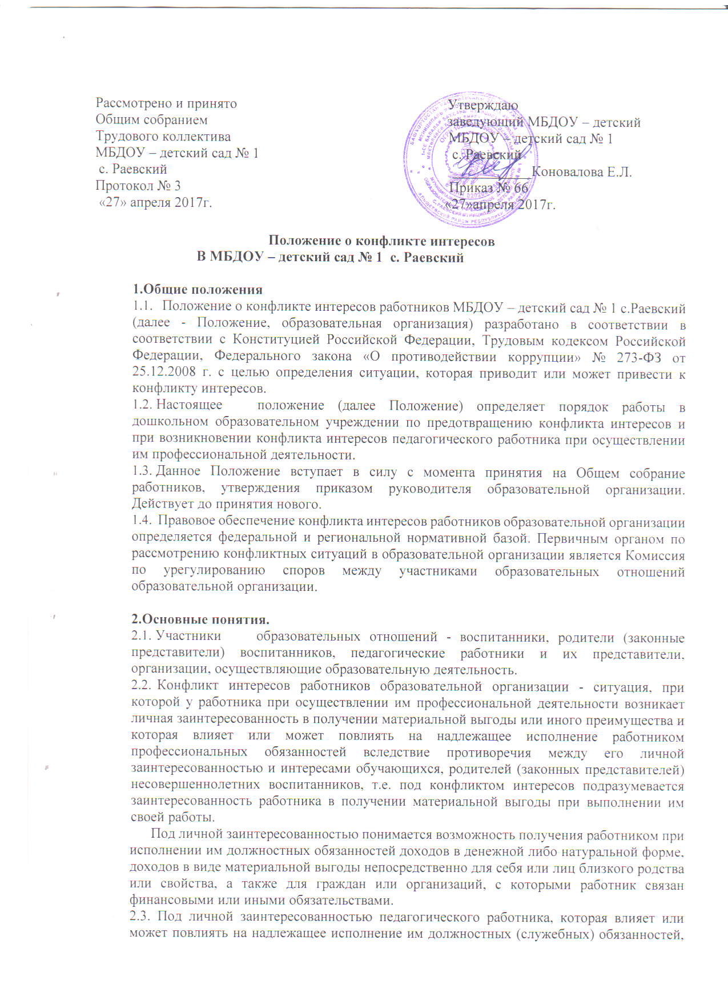 Рассмотрено и принято
Общим собранием
Трудового коллектива
МБДОУ – детский сад № 1
с. Раевский
Протокол № 3
«27» апреля 2017г.
Утверждаю
заведующий МБДОУ – детский
МБДОУ – детский сад № 1
с. Раевский
___________Коновалова Е.Л.
Приказ № 66
«27»апреля 2017г.
Положение о конфликте интересов
В МБДОУ – детский сад № 1 с. Раевский
1.Общие положения
1.1. Положение о конфликте интересов работников МБДОУ – детский сад № 1 с.Раевский
(далее - Положение, образовательная организация) разработано в соответствии в
соответствии с Конституцией Российской Федерации, Трудовым кодексом Российской
Федерации, Федерального закона «О противодействии коррупции» № 273-ФЗ от
25.12.2008 г. с целью определения ситуации, которая приводит или может привести к
конфликту интересов.
1.2. Настоящее положение (далее Положение) определяет порядок работы в
дошкольном образовательном учреждении по предотвращению конфликта интересов и
при возникновении конфликта интересов педагогического работника при осуществлении
им профессиональной деятельности.
1.3. Данное Положение вступает в силу с момента принятия на Общем собрание
работников, утверждения приказом руководителя образовательной организации.
Действует до принятия нового.
1.4. Правовое обеспечение конфликта интересов работников образовательной организации
определяется федеральной и региональной нормативной базой. Первичным органом по
рассмотрению конфликтных ситуаций в образовательной организации является Комиссия
по урегулированию споров между участниками образовательных отношений
образовательной организации.
2.Основные понятия.
2.1. Участники образовательных отношений - воспитанники, родители (законные
представители) воспитанников, педагогические работники и их представители,
организации, осуществляющие образовательную деятельность.
2.2. Конфликт интересов работников образовательной организации - ситуация, при
которой у работника при осуществлении им профессиональной деятельности возникает
личная заинтересованность в получении материальной выгоды или иного преимущества и
которая влияет или может повлиять на надлежащее исполнение работником
профессиональных обязанностей вследствие противоречия между его личной
заинтересованностью и интересами обучающихся, родителей (законных представителей)
несовершеннолетних воспитанников, т.е. под конфликтом интересов подразумевается
заинтересованность работника в получении материальной выгоды при выполнении им
своей работы.
Под личной заинтересованностью понимается возможность получения работником при
исполнении им должностных обязанностей доходов в денежной либо натуральной форме,
доходов в виде материальной выгоды непосредственно для себя или лиц близкого родства
или свойства, а также для граждан или организаций, с которыми работник связан
финансовыми или иными обязательствами.
2.3. Под личной заинтересованностью педагогического работника, которая влияет или
может повлиять на надлежащее исполнение им должностных (служебных) обязанностей,